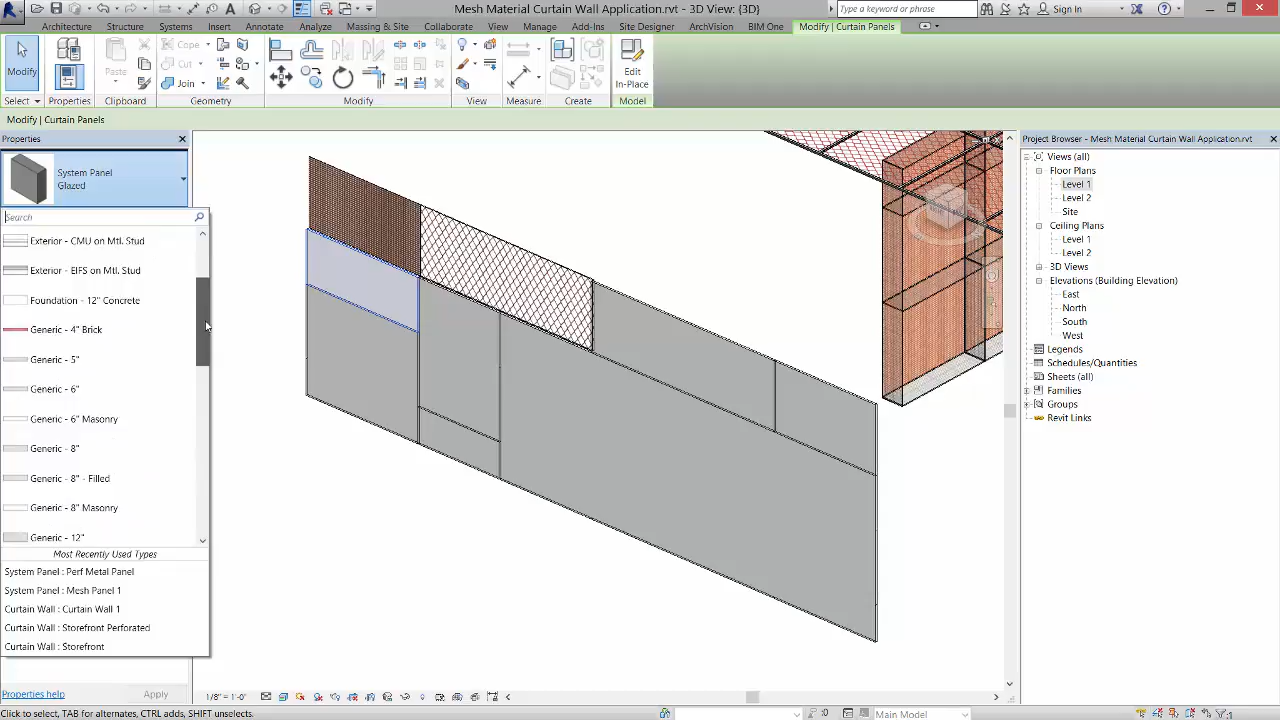 Mesh Material Curtain Wall Application.rvt - 3D View: {3D}
Type a keyword or phrase
Sign In
Architecture Structure Systems Insert Annotate Analyze Massing & Site Collaborate View Manage Add-Ins Site Designer ArchVision BIM One Modify | Curtain Panels
Modify
Paste
Cope
Cut
Join
Edit
In-Place
Select Properties Clipboard Geometry Modify View Measure Create Model
Modify | Curtain Panels
Properties
System Panel
Glazed
Search
Exterior - CMU on Mtl. Stud
Exterior - EIFS on Mtl. Stud
Foundation - 12" Concrete
Generic - 4" Brick
Generic - 5"
Generic - 6"
Generic - 6" Masonry
Generic - 8"
Generic - 8" - Filled
Generic - 8" Masonry
Generic - 12"
Most Recently Used Types
System Panel : Perf Metal Panel
System Panel : Mesh Panel 1
Curtain Wall : Curtain Wall 1
Curtain Wall : Storefront Perforated
Curtain Wall : Storefront
Properties help
Apply
1/8" = 1'-0"
Project Browser - Mesh Material Curtain Wall Application.rvt
Views (all)
Floor Plans
Level 1
Level 2
Site
Ceiling Plans
Level 1
Level 2
3D Views
Elevations (Building Elevation)
East
North
South
West
Legends
Schedules/Quantities
Sheets (all)
Families
Groups
Revit Links
Click to select, TAB for alternates, CTRL adds, SHIFT unselects.
:0
Main Model
:1